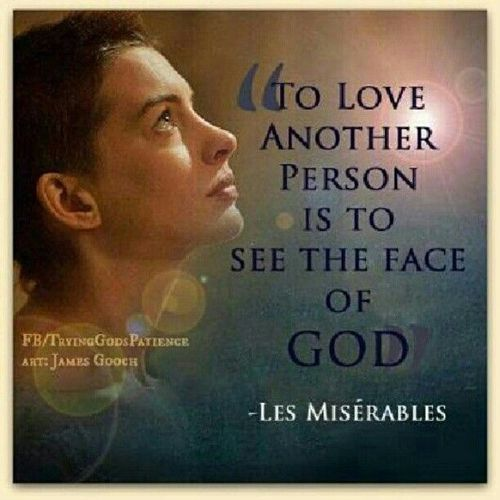 “To Love
Another
Person
is to
see the face
of
God”
-Les Misérables
FB/TryingGodsPatience
art: James Gooch